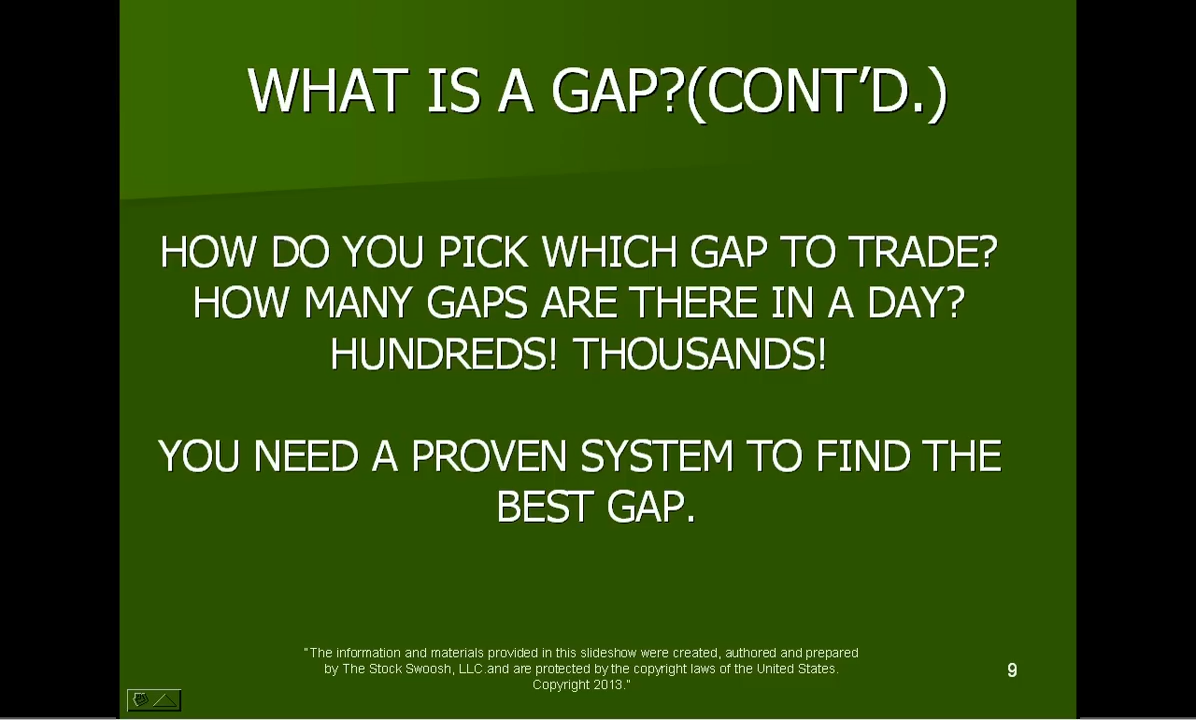 WHAT IS A GAP?(CONT’D.)
HOW DO YOU PICK WHICH GAP TO TRADE?
HOW MANY GAPS ARE THERE IN A DAY?
HUNDREDS! THOUSANDS!
YOU NEED A PROVEN SYSTEM TO FIND THE
BEST GAP.
"The information and materials provided in this slideshow were created, authored and prepared
by The Stock Swoosh, LLC.and are protected by the copyright laws of the United States.
Copyright 2013."
9